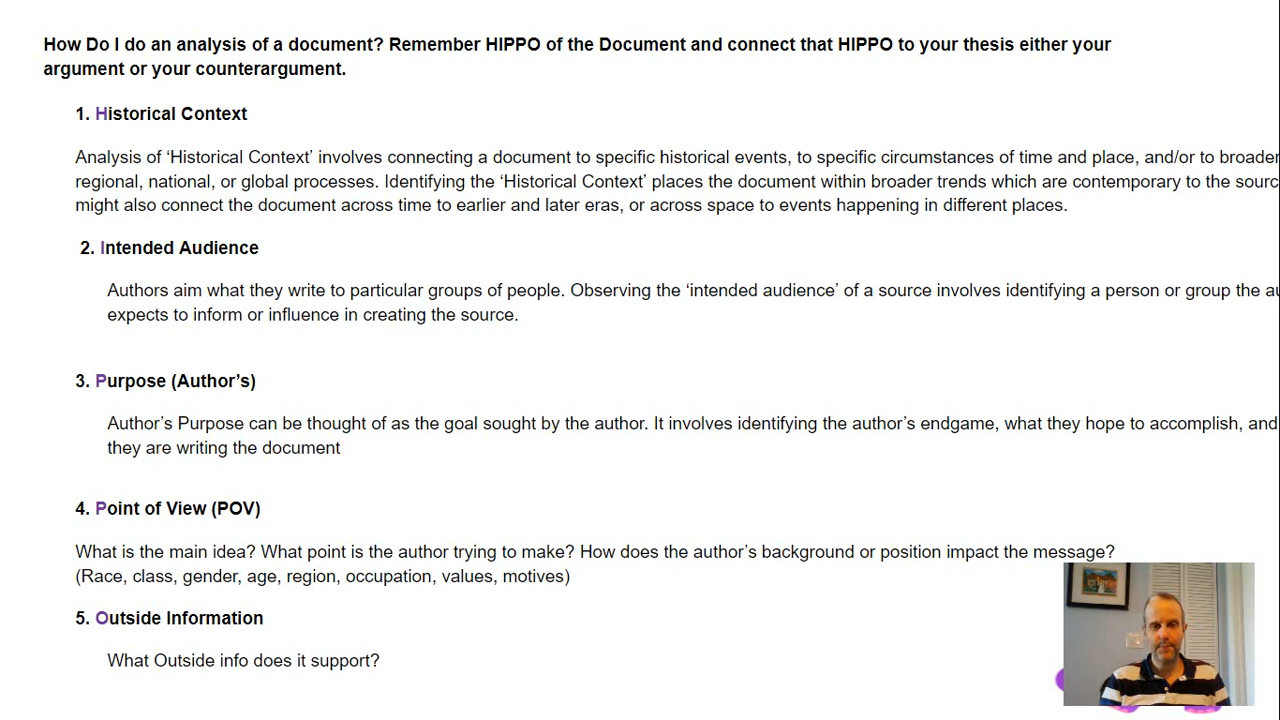 How Do I do an analysis of a document? Remember HIPPO of the Document and connect that HIPPO to your thesis either your
argument or your counterargument.
1. Historical Context
Analysis of ‘Historical Context’ involves connecting a document to specific historical events, to specific circumstances of time and place, and/or to broader
regional, national, or global processes. Identifying the ‘Historical Context’ places the document within broader trends which are contemporary to the
might also connect the document across time to earlier and later eras, or across space to events happening in different places.
2. Intended Audience
Authors aim what they write to particular groups of people. Observing the ‘intended audience’ of a source involves identifying a person or group the
expects to inform or influence in creating the source.
3. Purpose (Author’s)
Author’s Purpose can be thought of as the goal sought by the author. It involves identifying the author’s endgame, what they hope to accomplish, and
they are writing the document
4. Point of View (POV)
What is the main idea? What point is the author trying to make? How does the author’s background or position impact the message?
(Race, class, gender, age, region, occupation, values, motives)
5. Outside Information
What Outside info does it support?